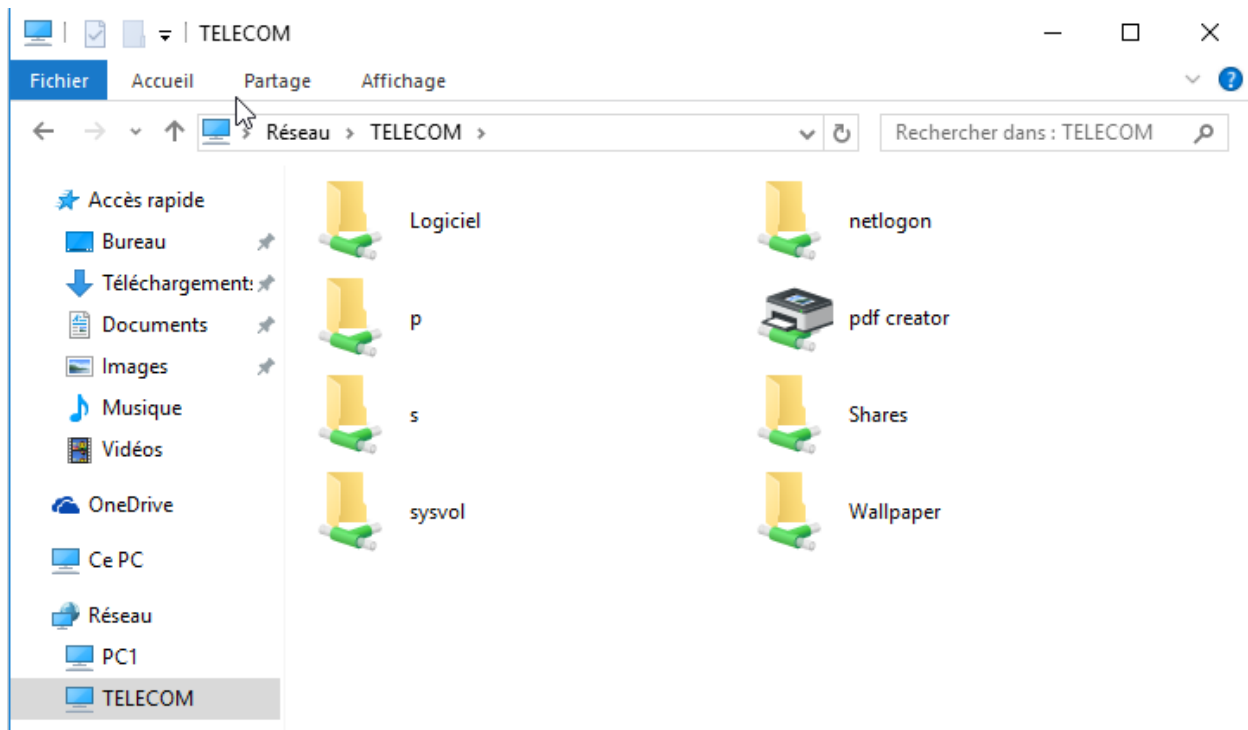 TELECOM
Fichier Accueil Partage Affichage
Réseau > TELECOM > Rechercher dans : TELECOM
Accès rapide
Bureau
Téléchargements
Documents
Images
Musique
Vidéos
OneDrive
Ce PC
Réseau
PC1
TELECOM
Logiciel
netlogon
p
pdf creator
s
Shares
sysvol
Wallpaper